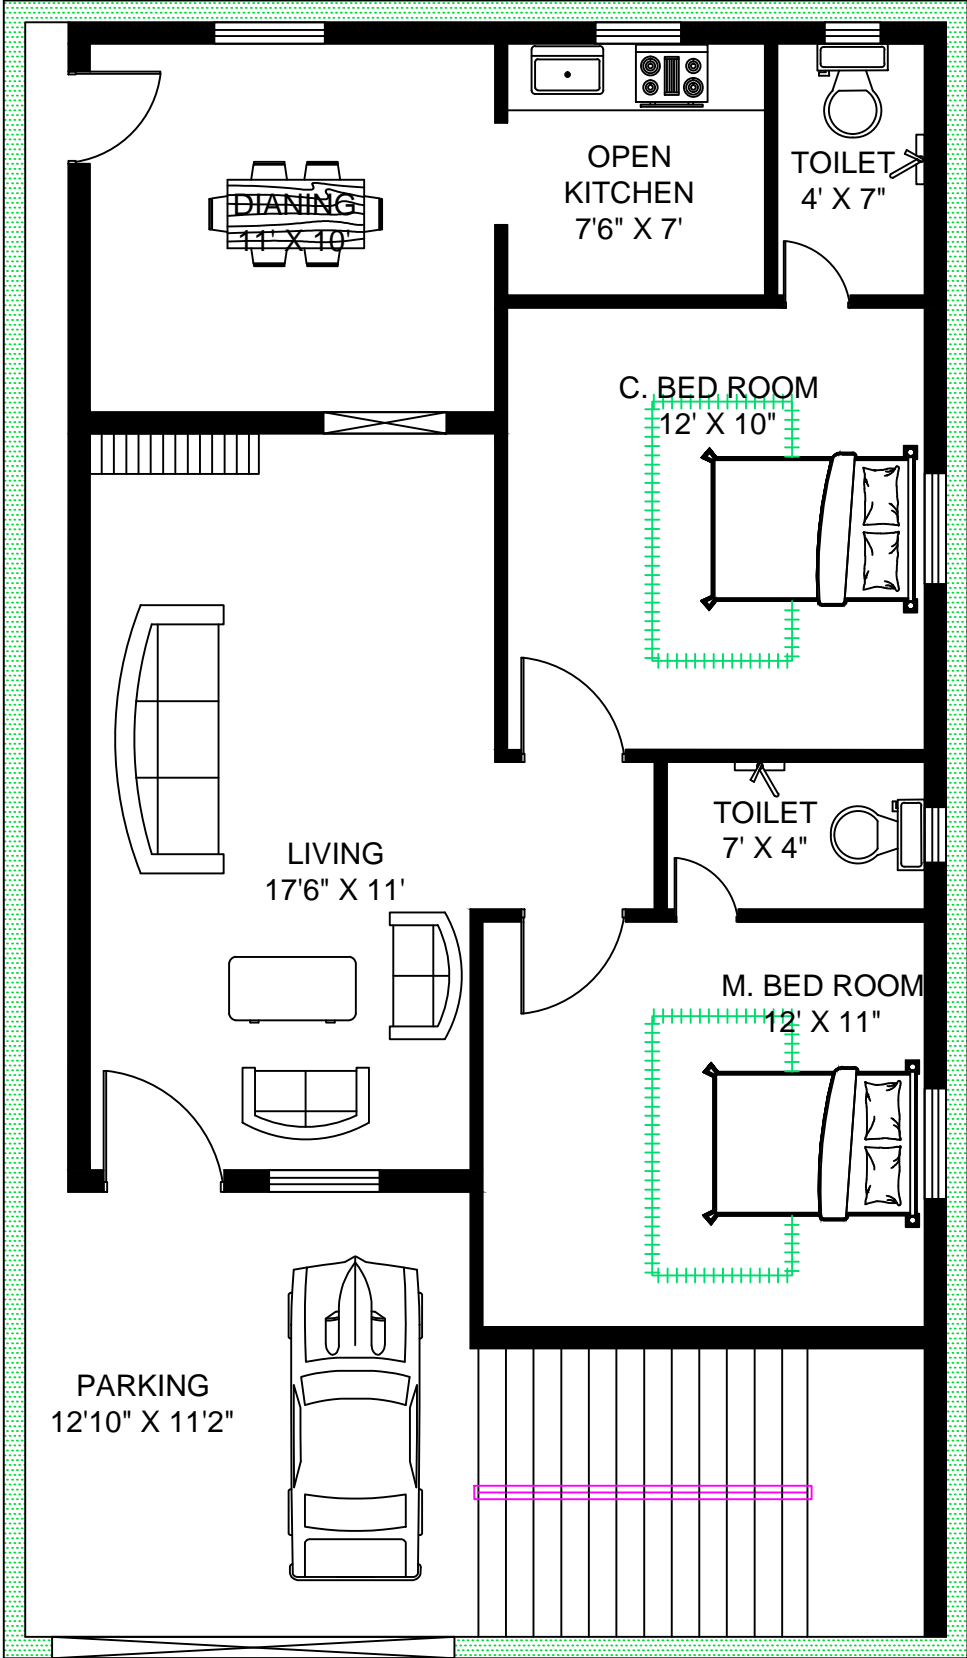 OPEN
KITCHEN
7'6" X 7'
TOILET
4' X 7"
DIANING
11' X 10'
C. BED ROOM
12' X 10"
TOILET
7' X 4"
LIVING
17'6" X 11'
M. BED ROOM
12' X 11"
PARKING
12'10" X 11'2"